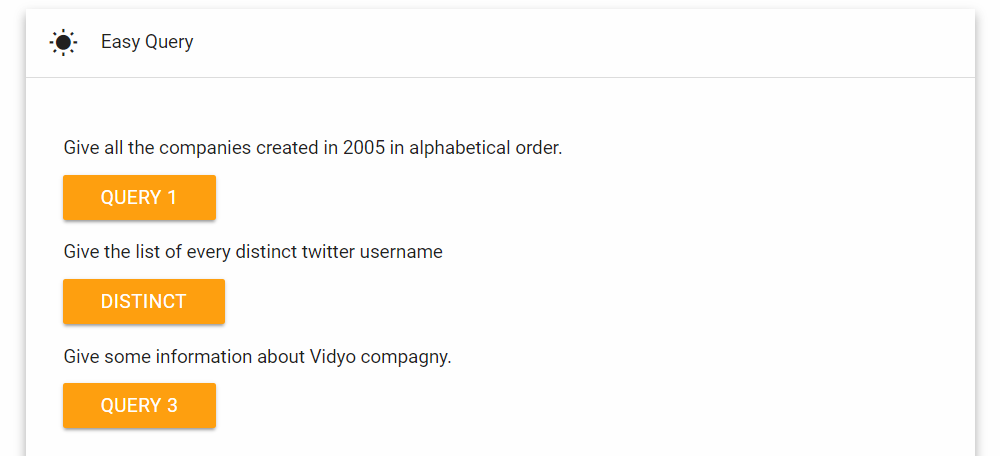 Easy Query
Give all the companies created in 2005 in alphabetical order.
QUERY 1
Give the list of every distinct twitter username
DISTINCT
Give some information about Vidyo compagny.
QUERY 3